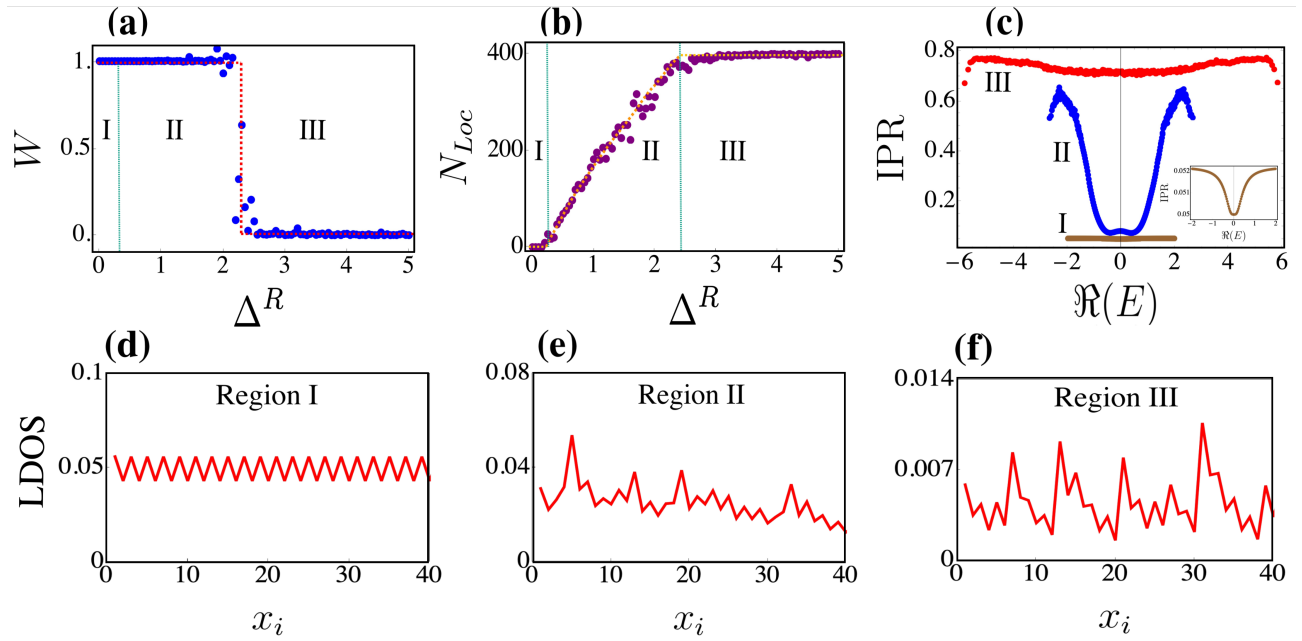 (a)
(b)
(c)
W
1.
0.5
0.
I
II
III
0
1
2
3
4
5
Δ^R
N_Loc
400
200
0
I
II
III
0
1
2
3
4
5
Δ^R
IPR
0.8
0.6
0.4
0.2
III
II
I
−6
−4
−2
0
2
4
6
ℜ(E)
IPR
0.052
0.051
0.05
−2
−1
0
1
2
ℜ(E)
(d)
(e)
(f)
LDOS
0.1
0.05
0
Region I
0
10
20
30
40
x_i
0.08
0.04
0
Region II
0
10
20
30
40
x_i
0.014
0.007
0
Region III
0
10
20
30
40
x_i